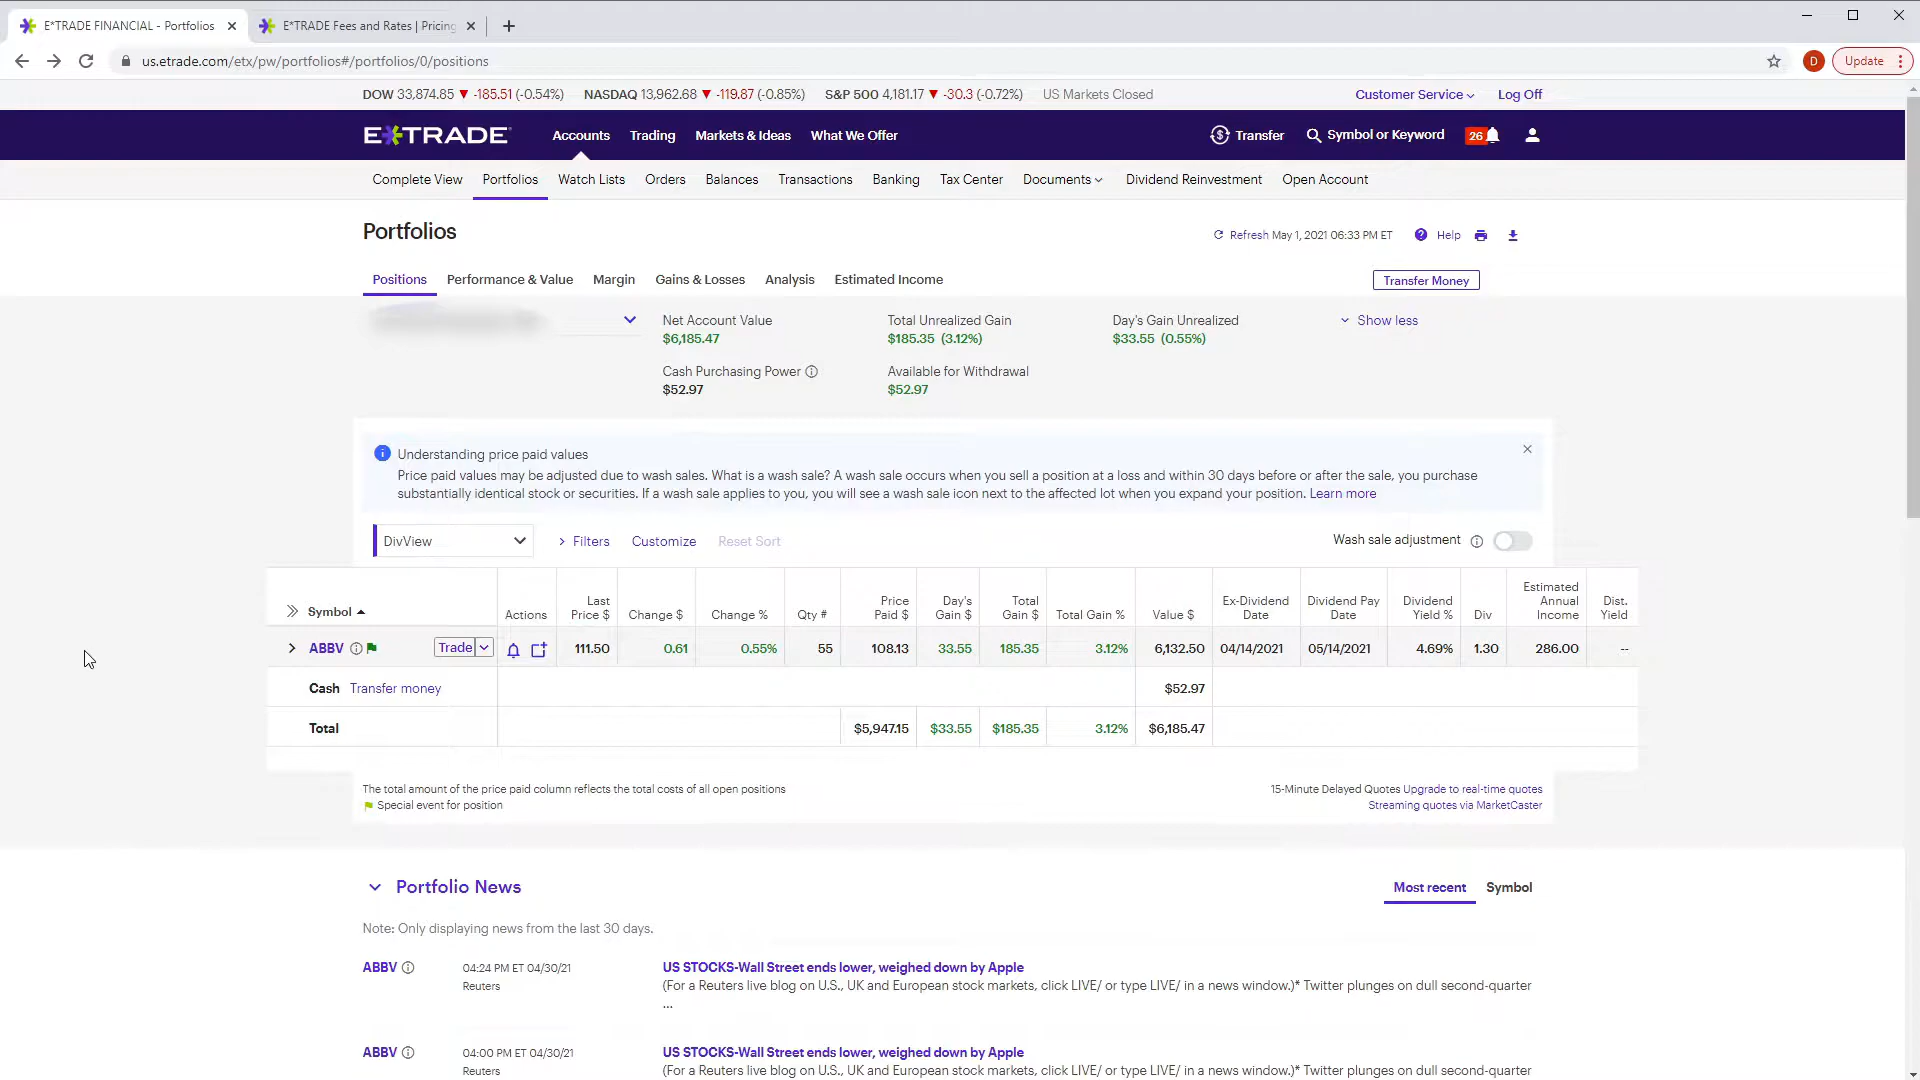 E*TRADE FINANCIAL - Portfolios
E*TRADE Fees and Rates | Pricing
us.etrade.com/etx/pw/portfolios#/portfolios/0/positions
D
Update
DOW 33,874.85 ▼ -185.51 (-0.54%) NASDAQ 13,962.68 ▼ -119.87 (-0.85%) S&P 500 4,181.17 ▼ -30.3 (-0.72%) US Markets Closed
Customer Service Log Off
E*TRADE Accounts Trading Markets & Ideas What We Offer Transfer Symbol or Keyword 26
Complete View Portfolios Watch Lists Orders Balances Transactions Banking Tax Center Documents Dividend Reinvestment Open Account
Portfolios
Refresh May 1, 2021 06:33 PM ET Help
Positions Performance & Value Margin Gains & Losses Analysis Estimated Income Transfer Money
Net Account Value Total Unrealized Gain Day's Gain Unrealized Show less
$6,185.47 $185.35 (3.12%) $33.55 (0.55%)
Cash Purchasing Power Available for Withdrawal
$52.97 $52.97
Understanding price paid values
Price paid values may be adjusted due to wash sales. What is a wash sale? A wash sale occurs when you sell a position at a loss and within 30 days before or after the sale, you purchase
substantially identical stock or securities. If a wash sale applies to you, you will see a wash sale icon next to the affected lot when you expand your position. Learn more
DivView Filters Customize Reset Sort Wash sale adjustment
Symbol Actions Last Price $ Change $ Change % Qty # Price Paid $ Day's Gain $ Total Gain $ Total Gain % Value $ Ex-Dividend Date Dividend Pay Date Dividend Yield % Div Estimated Annual Income Dist. Yield
ABBV Trade 111.50 0.61 0.55% 55 108.13 33.55 185.35 3.12% 6,132.50 04/14/2021 05/14/2021 4.69% 1.30 286.00 --
Cash Transfer money $52.97
Total $5,947.15 $33.55 $185.35 3.12% $6,185.47
The total amount of the price paid column reflects the total costs of all open positions
Special event for position
15-Minute Delayed Quotes Upgrade to real-time quotes
Streaming quotes via MarketCaster
Portfolio News
Most recent Symbol
Note: Only displaying news from the last 30 days.
ABBV 04:24 PM ET 04/30/21 US STOCKS-Wall Street ends lower, weighed down by Apple
Reuters (For a Reuters live blog on U.S., UK and European stock markets, click LIVE/ or type LIVE/ in a news window.)* Twitter plunges on dull second-quarter
...
ABBV 04:00 PM ET 04/30/21 US STOCKS-Wall Street ends lower, weighed down by Apple
Reuters (For a Reuters live blog on U.S., UK and European stock markets, click LIVE/ or type LIVE/ in a news window.)* Twitter plunges on dull second-quarter